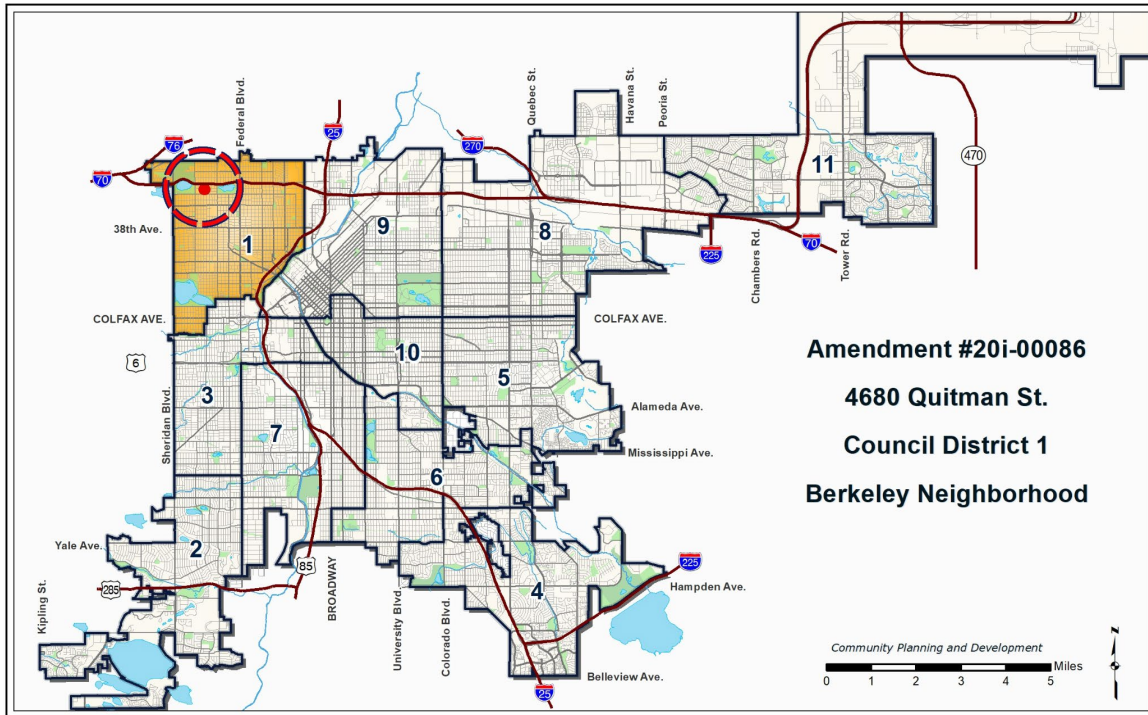 Federal Blvd.
25
76
70
270
Quebec St.
Havana St.
Peoria St.
470
11
38th Ave.
1
9
8
225
70
Chambers Rd.
Tower Rd.
COLFAX AVE.
COLFAX AVE.
6
10
5
3
Sheridan Blvd.
7
Alameda Ave.
Mississippi Ave.
6
Amendment #20i-00086
4680 Quitman St.
Council District 1
Berkeley Neighborhood
Yale Ave.
2
85
BROADWAY
285
Kipling St.
University Blvd.
Colorado Blvd.
4
225
Hampden Ave.
25
Belleview Ave.
Community Planning and Development
Miles
0 1 2 3 4 5
z